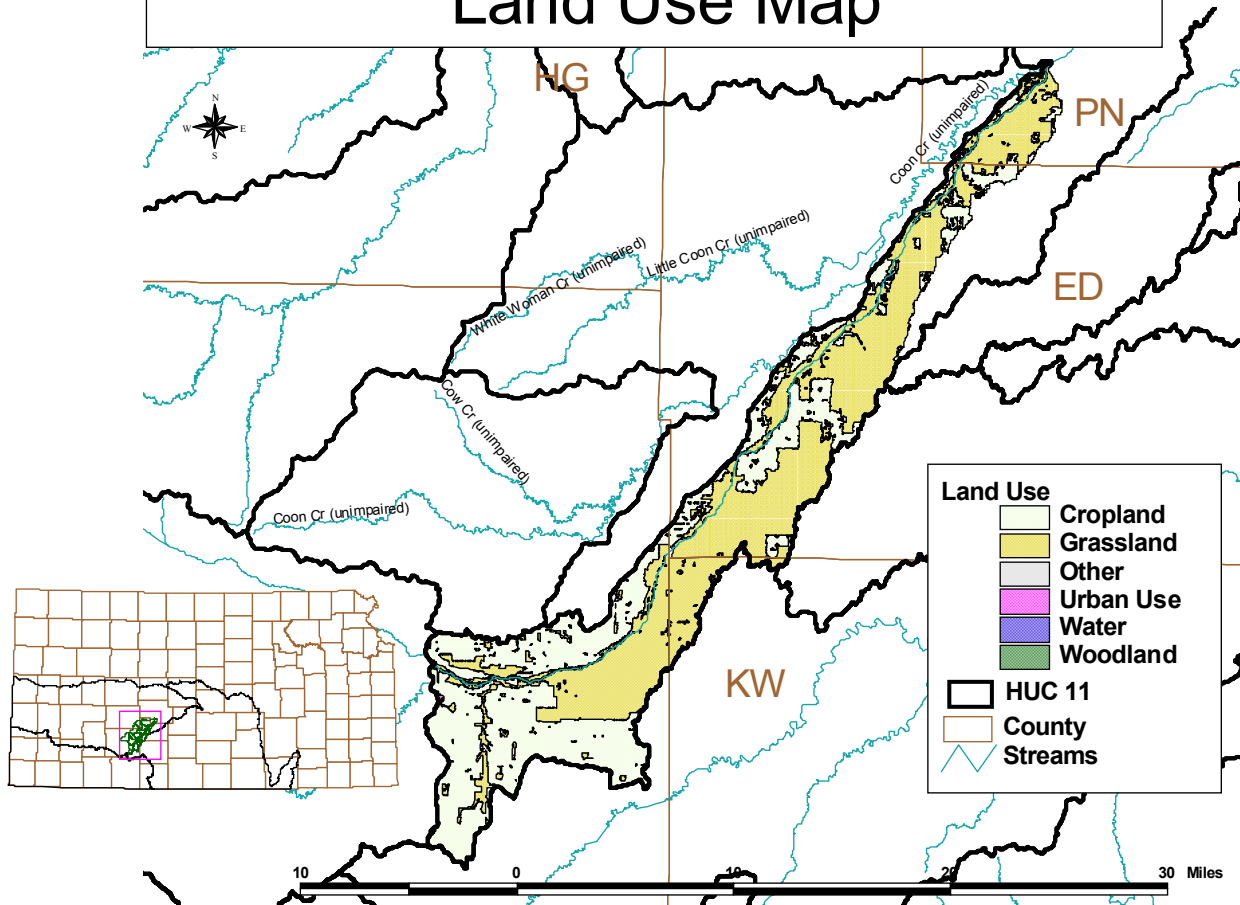 Land Use Map
HG
PN
N
W
E
S
Coon Cr (unimpaired)
White Woman Cr (unimpaired)
Little Coon Cr (unimpaired)
ED
Cow Cr (unimpaired)
Coon Cr (unimpaired)
KW
Land Use
Cropland
Grassland
Other
Urban Use
Water
Woodland
HUC 11
County
Streams
10 0 10 20 30 Miles